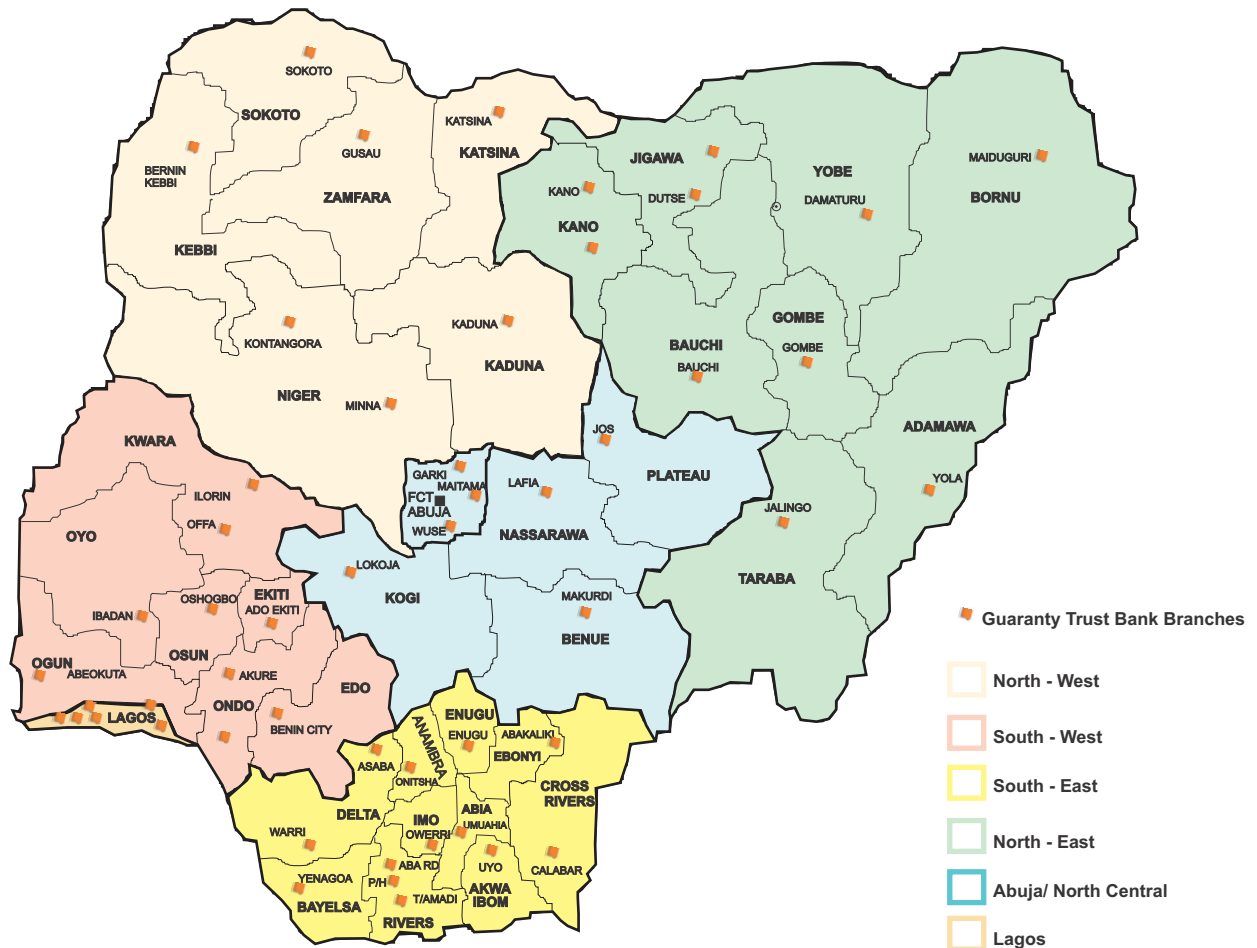 SOKOTO
SOKOTO
KATSINA
KATSINA
GUSAU
BERNIN
KEBBI
ZAMFARA
KEBBI
JIGAWA
KANO
DUTSE
KANO
YOBE
DAMATURU
MAIDUGURI
BORNU
KONTANGORA
KADUNA
KADUNA
NIGER
MINNA
BAUCHI
BAUCHI
GOMBE
GOMBE
ADAMAWA
YOLA
KWARA
ILORIN
OFFA
OYO
GARKI
MAITAMA
FCT
ABUJA
WUSE
LAFIA
NASSARAWA
JOS
PLATEAU
JALINGO
TARABA
LOKOJA
KOGI
MAKURDI
BENUE
IBADAN
OSHOGBO
EKITI
ADO EKITI
OSUN
OGUN
ABEOKUTA
AKURE
ONDO
EDO
BENIN CITY
LAGOS
ENUGU
ENUGU
ABAKALIKI
EBONYI
ANAMBRA
ASABA
ONITSHA
CROSS
RIVERS
DELTA
IMO
OWERRI
ABIA
UMUAHIA
WARRI
ABA RD
UYO
CALABAR
YENAGOA
P/H
BAYELSA
T/AMADI
RIVERS
AKWA
IBOM
Guaranty Trust Bank Branches
North - West
South - West
South - East
North - East
Abuja/ North Central
Lagos